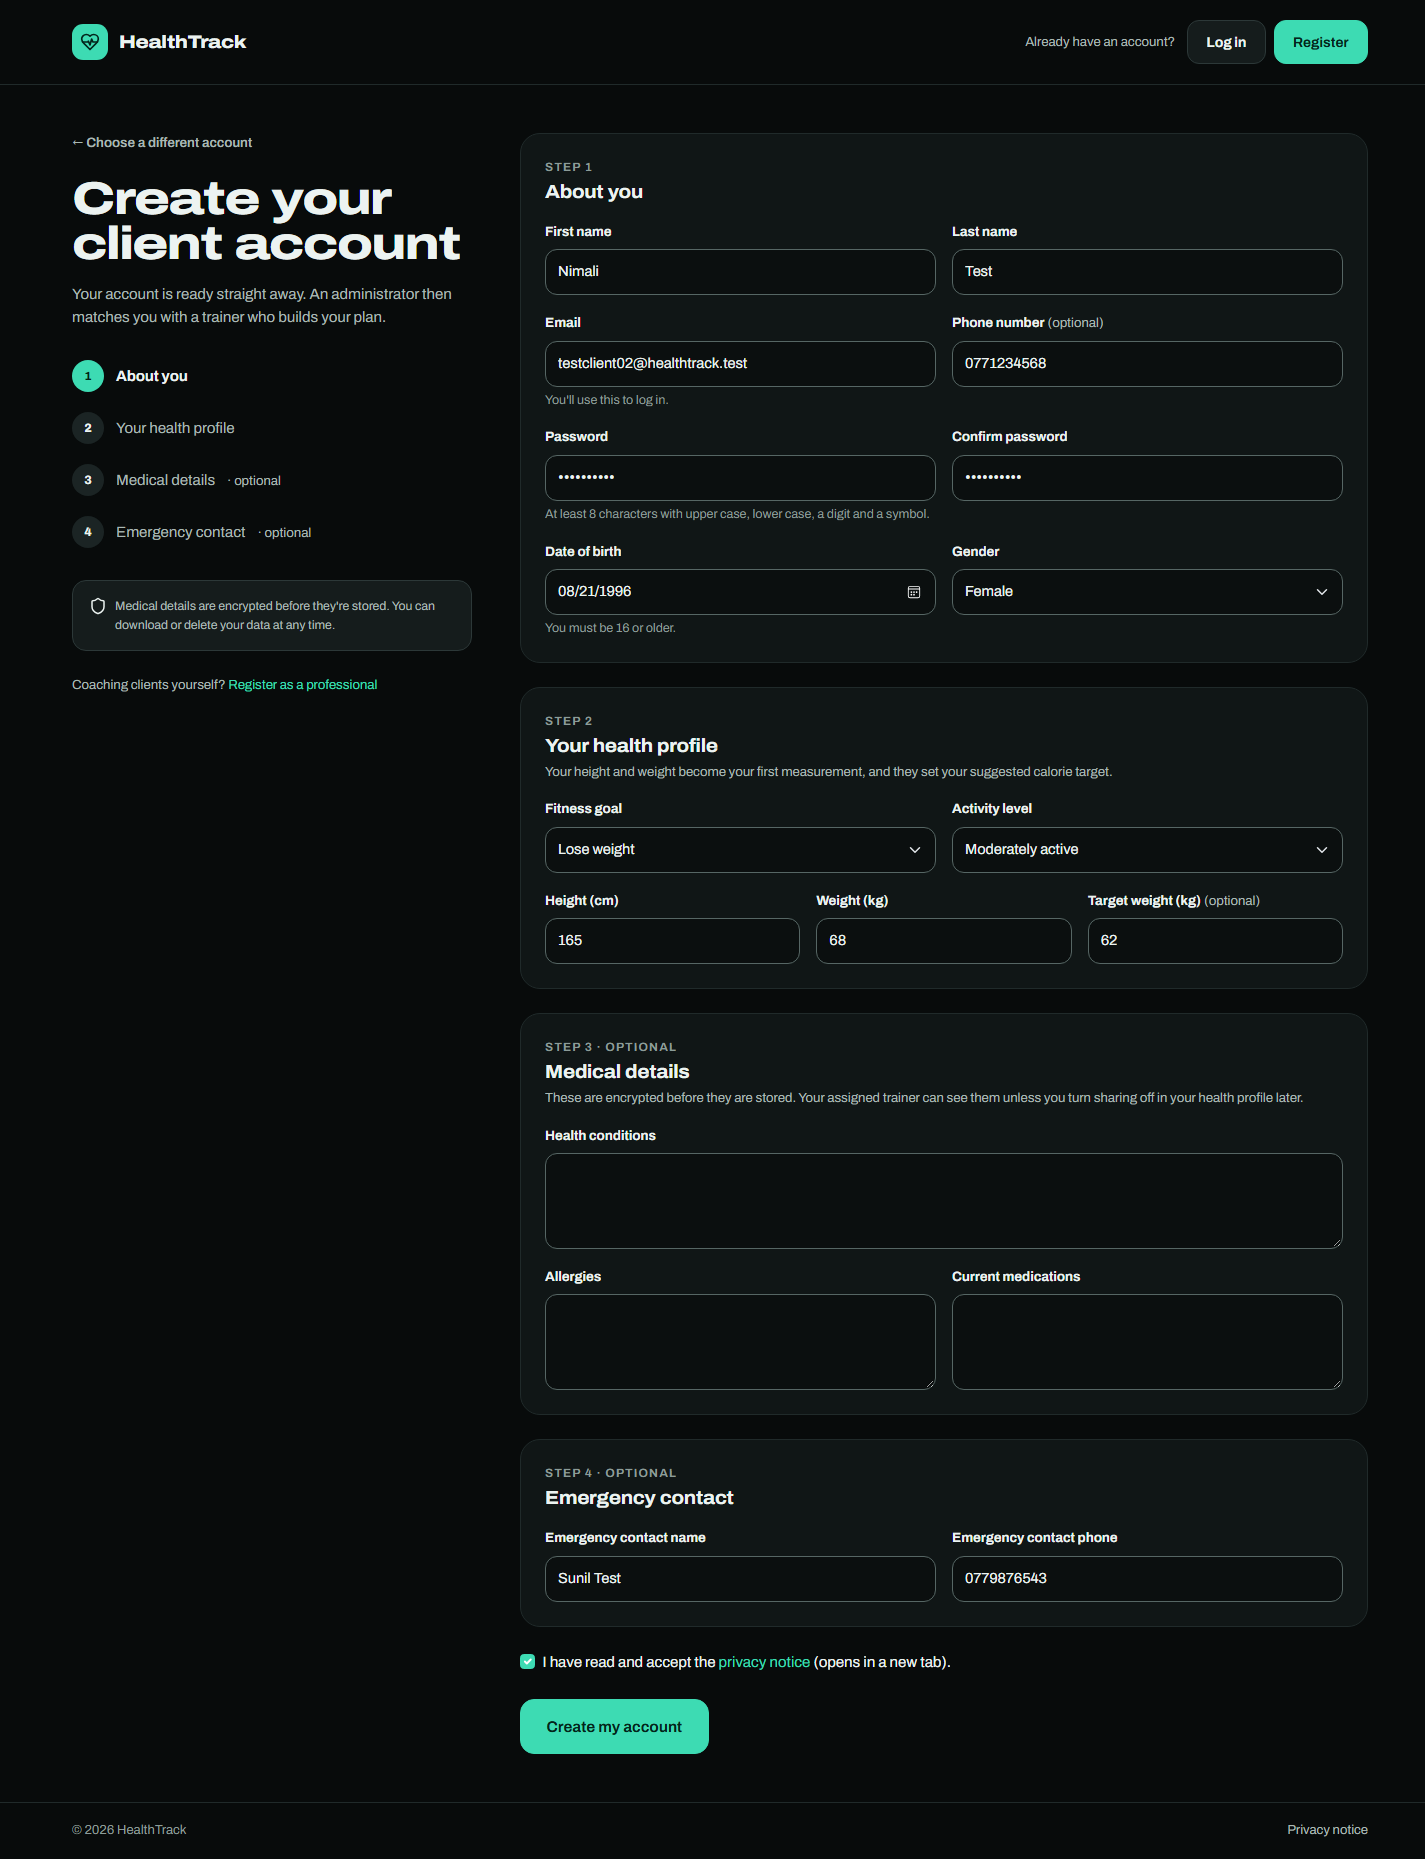 HealthTrack
Already have an account?
Log in
Register
← Choose a different account
Create your
client account
Your account is ready straight away. An administrator then
matches you with a trainer who builds your plan.
1 About you
2 Your health profile
3 Medical details · optional
4 Emergency contact · optional
Medical details are encrypted before they're stored. You can
download or delete your data at any time.
Coaching clients yourself? Register as a professional
STEP 1
About you
First name
Last name
Nimali
Test
Email
Phone number (optional)
testclient02@healthtrack.test
0771234568
You'll use this to log in.
Password
Confirm password
••••••••••
••••••••••
At least 8 characters with upper case, lower case, a digit and a symbol.
Date of birth
Gender
08/21/1996
Female
You must be 16 or older.
STEP 2
Your health profile
Your height and weight become your first measurement, and they set your suggested calorie target.
Fitness goal
Activity level
Lose weight
Moderately active
Height (cm)
Weight (kg)
Target weight (kg) (optional)
165
68
62
STEP 3 · OPTIONAL
Medical details
These are encrypted before they are stored. Your assigned trainer can see them unless you turn sharing off in your health profile later.
Health conditions
Allergies
Current medications
STEP 4 · OPTIONAL
Emergency contact
Emergency contact name
Emergency contact phone
Sunil Test
0779876543
I have read and accept the privacy notice (opens in a new tab).
Create my account
© 2026 HealthTrack
Privacy notice